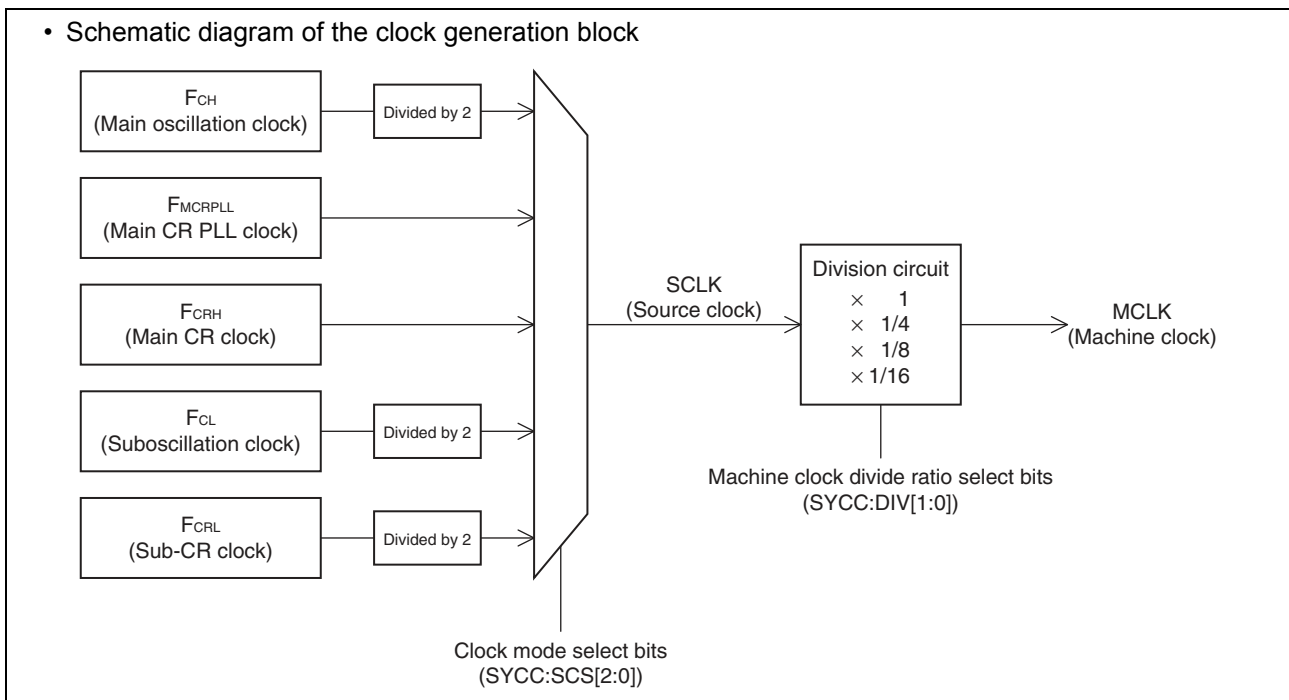 • Schematic diagram of the clock generation block
FCH
(Main oscillation clock)
Divided by 2
FMCRPLL
(Main CR PLL clock)
FCRH
(Main CR clock)
FCL
(Suboscillation clock)
Divided by 2
FCRL
(Sub-CR clock)
Divided by 2
SCLK
(Source clock)
Division circuit
× 1
× 1/4
× 1/8
× 1/16
MCLK
(Machine clock)
Machine clock divide ratio select bits
(SYCC:DIV[1:0])
Clock mode select bits
(SYCC:SCS[2:0])